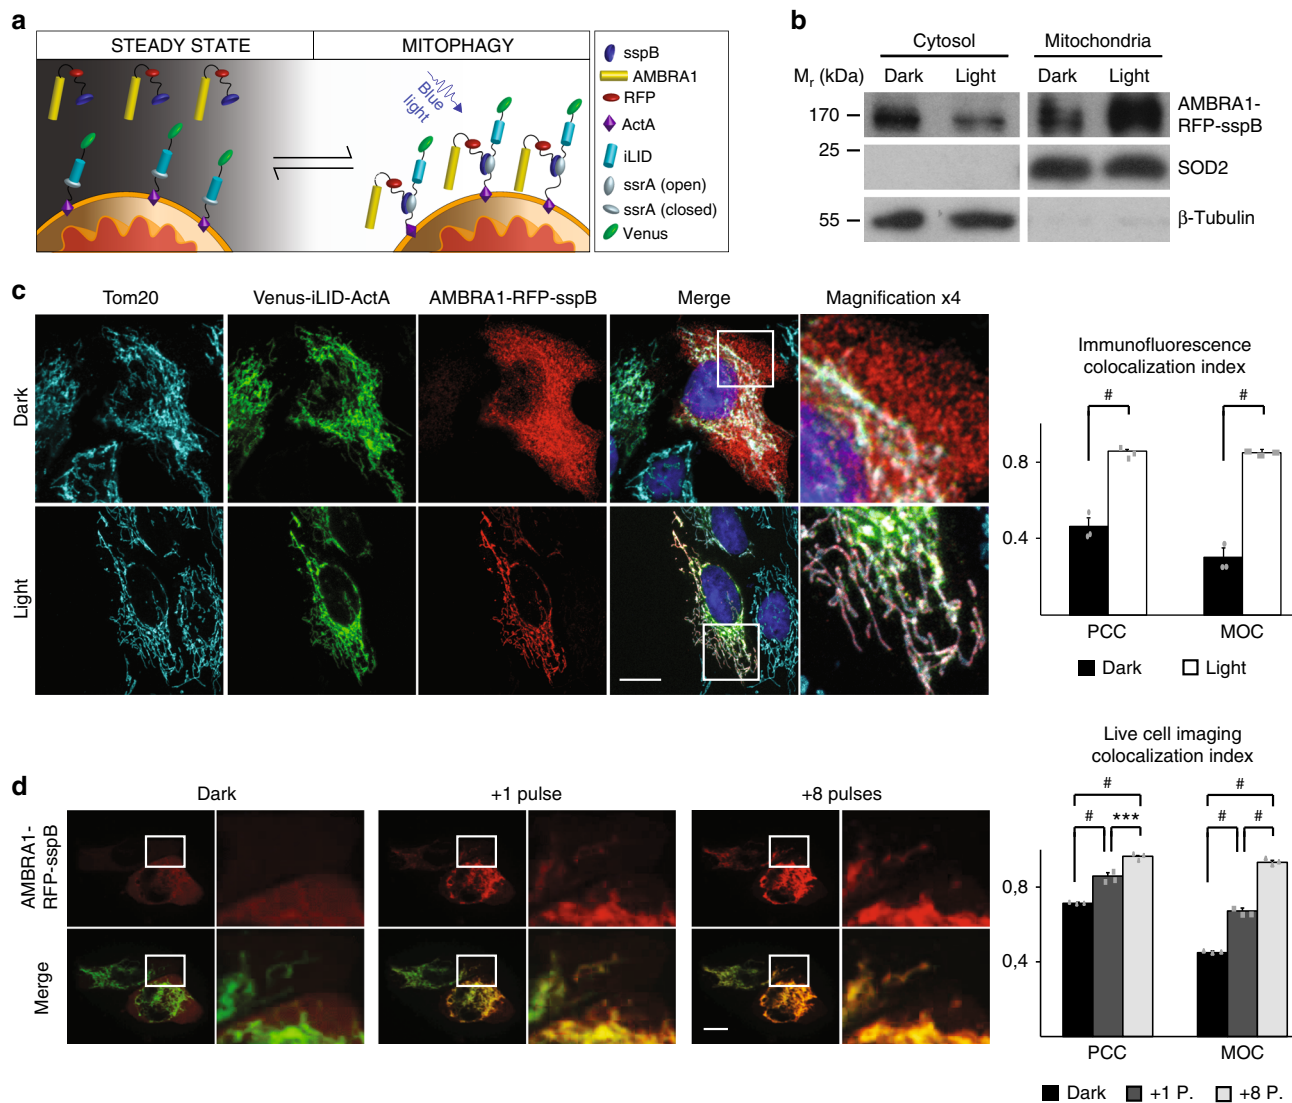 a
STEADY STATE
MITOPHAGY
Blue
light
sspB
AMBRA1
RFP
ActA
iLID
ssrA (open)
ssrA (closed)
Venus
b
Cytosol
Mitochondria
Mr (kDa)
Dark
Light
Dark
Light
170
AMBRA1-
RFP-sspB
25
SOD2
55
β-Tubulin
c
Tom20
Venus-iLID-ActA
AMBRA1-RFP-sspB
Merge
Magnification x4
Dark
Light
Immunofluorescence
colocalization index
#
#
0.8
0.4
PCC
MOC
Dark
Light
d
Dark
+1 pulse
+8 pulses
AMBRA1-
RFP-sspB
Merge
Live cell imaging
colocalization index
#
#
#
***
#
#
0,8
0,4
PCC
MOC
Dark
+1 P.
+8 P.